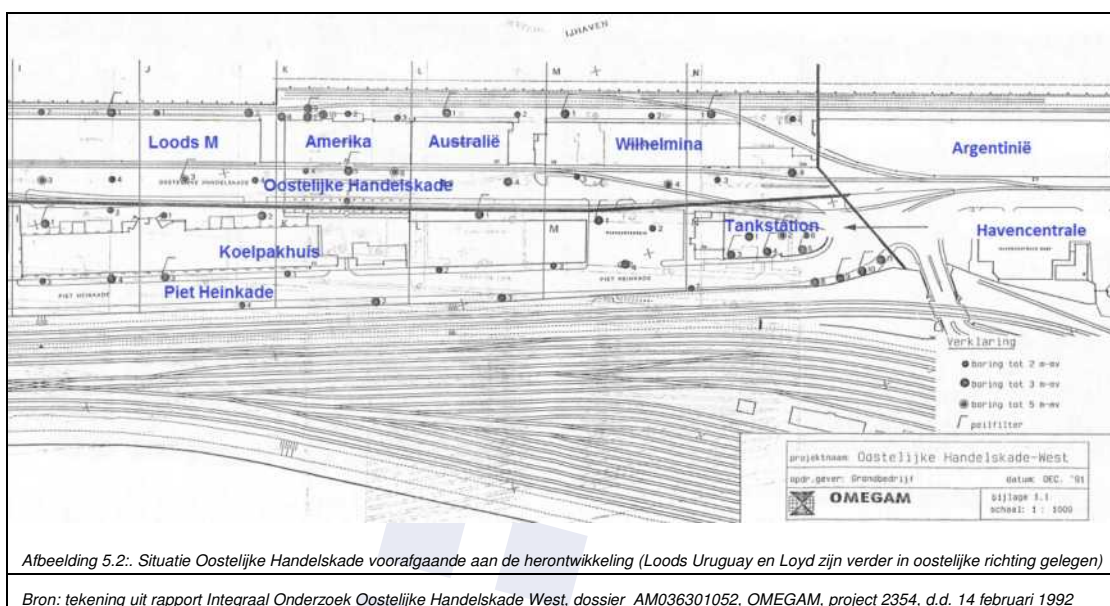 IJHAVEN
I J K L M N
Loods M
Amerika
Australië
Wilhelmina
Argentinië
OOSTELIJKE HANDELSKADE
Oostelijke Handelskade
Koelpakhuis
Tankstation
Havencentrale
PIET HEINKADE
Piet Heinkade
PIET HEINKADE
Verklaring
boring tot 2 m-mv
boring tot 3 m-mv
boring tot 5 m-mv
peilfilter
projektnaam: Oostelijke Handelskade-West
opdr.gever: Grondbedrijf
datum: DEC. '91
OMEGAM
bijlage 1.1
schaal: 1 : 1000
Afbeelding 5.2:. Situatie Oostelijke Handelskade voorafgaande aan de herontwikkeling (Loods Uruguay en Loyd zijn verder in oostelijke richting gelegen)
Bron: tekening uit rapport Integraal Onderzoek Oostelijke Handelskade West, dossier AM036301052, OMEGAM, project 2354, d.d. 14 februari 1992